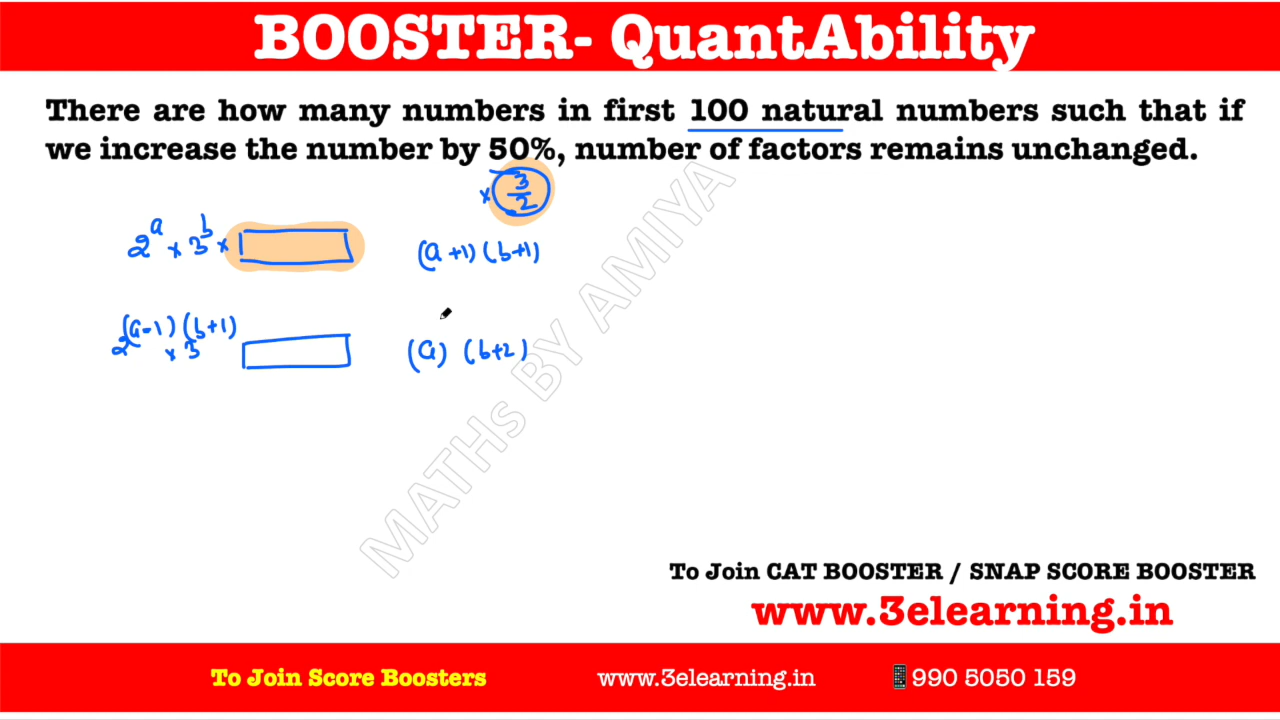 BOOSTER- QuantAbility
There are how many numbers in first 100 natural numbers such that if
we increase the number by 50%, number of factors remains unchanged.
× 3/2
2^a × 3^b ×
(a+1) (b+1)
2^(a-1) × 3^(b+1)
(a) (b+2)
MATHs BY AMIYA
To Join CAT BOOSTER / SNAP SCORE BOOSTER
www.3elearning.in
To Join Score Boosters www.3elearning.in 990 5050 159